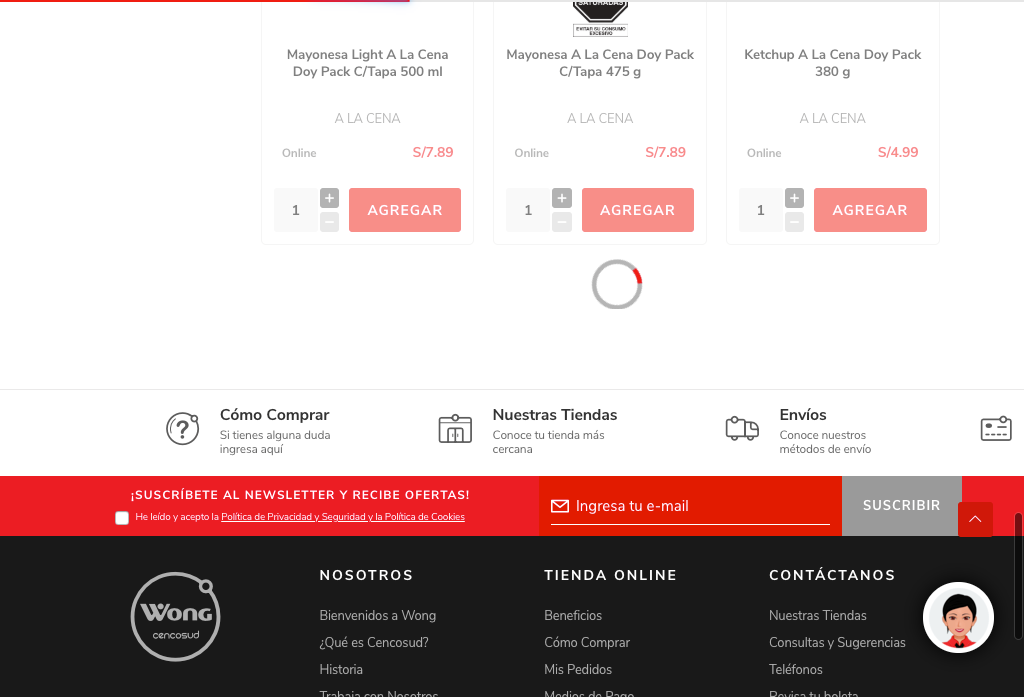 EVITAR SU CONSUMO
EXCESIVO
Mayonesa Light A La Cena
Doy Pack C/Tapa 500 ml
Mayonesa A La Cena Doy Pack
C/Tapa 475 g
Ketchup A La Cena Doy Pack
380 g
A LA CENA
A LA CENA
A LA CENA
Online
S/7.89
Online
S/7.89
Online
S/4.99
1
+
−
AGREGAR
1
+
−
AGREGAR
1
+
−
AGREGAR
Cómo Comprar
Si tienes alguna duda
ingresa aquí
Nuestras Tiendas
Conoce tu tienda más
cercana
Envíos
Conoce nuestros
métodos de envío
¡SUSCRÍBETE AL NEWSLETTER Y RECIBE OFERTAS!
He leído y acepto la Política de Privacidad y Seguridad y la Política de Cookies
Ingresa tu e-mail
SUSCRIBIR
Wong
cencosud
NOSOTROS
Bienvenidos a Wong
¿Qué es Cencosud?
Historia
Trabaja con Nosotros
TIENDA ONLINE
Beneficios
Cómo Comprar
Mis Pedidos
Medios de Pago
CONTÁCTANOS
Nuestras Tiendas
Consultas y Sugerencias
Teléfonos
Revisa tu boleta